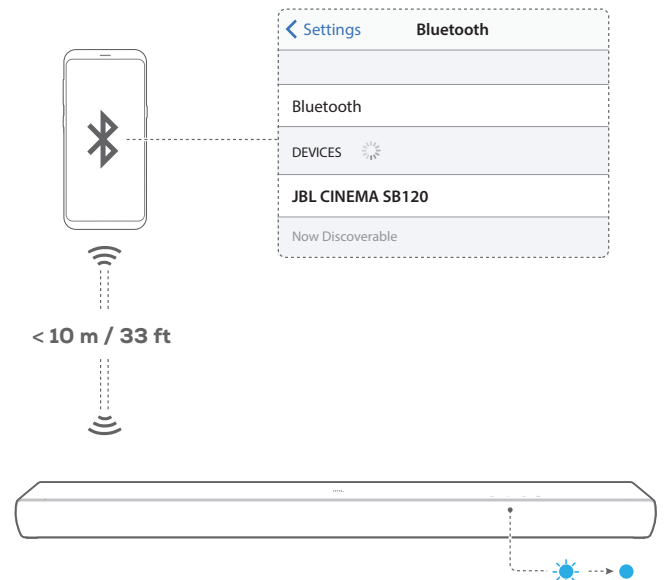 Settings Bluetooth
Bluetooth
DEVICES
JBL CINEMA SB120
Now Discoverable
< 10 m / 33 ft